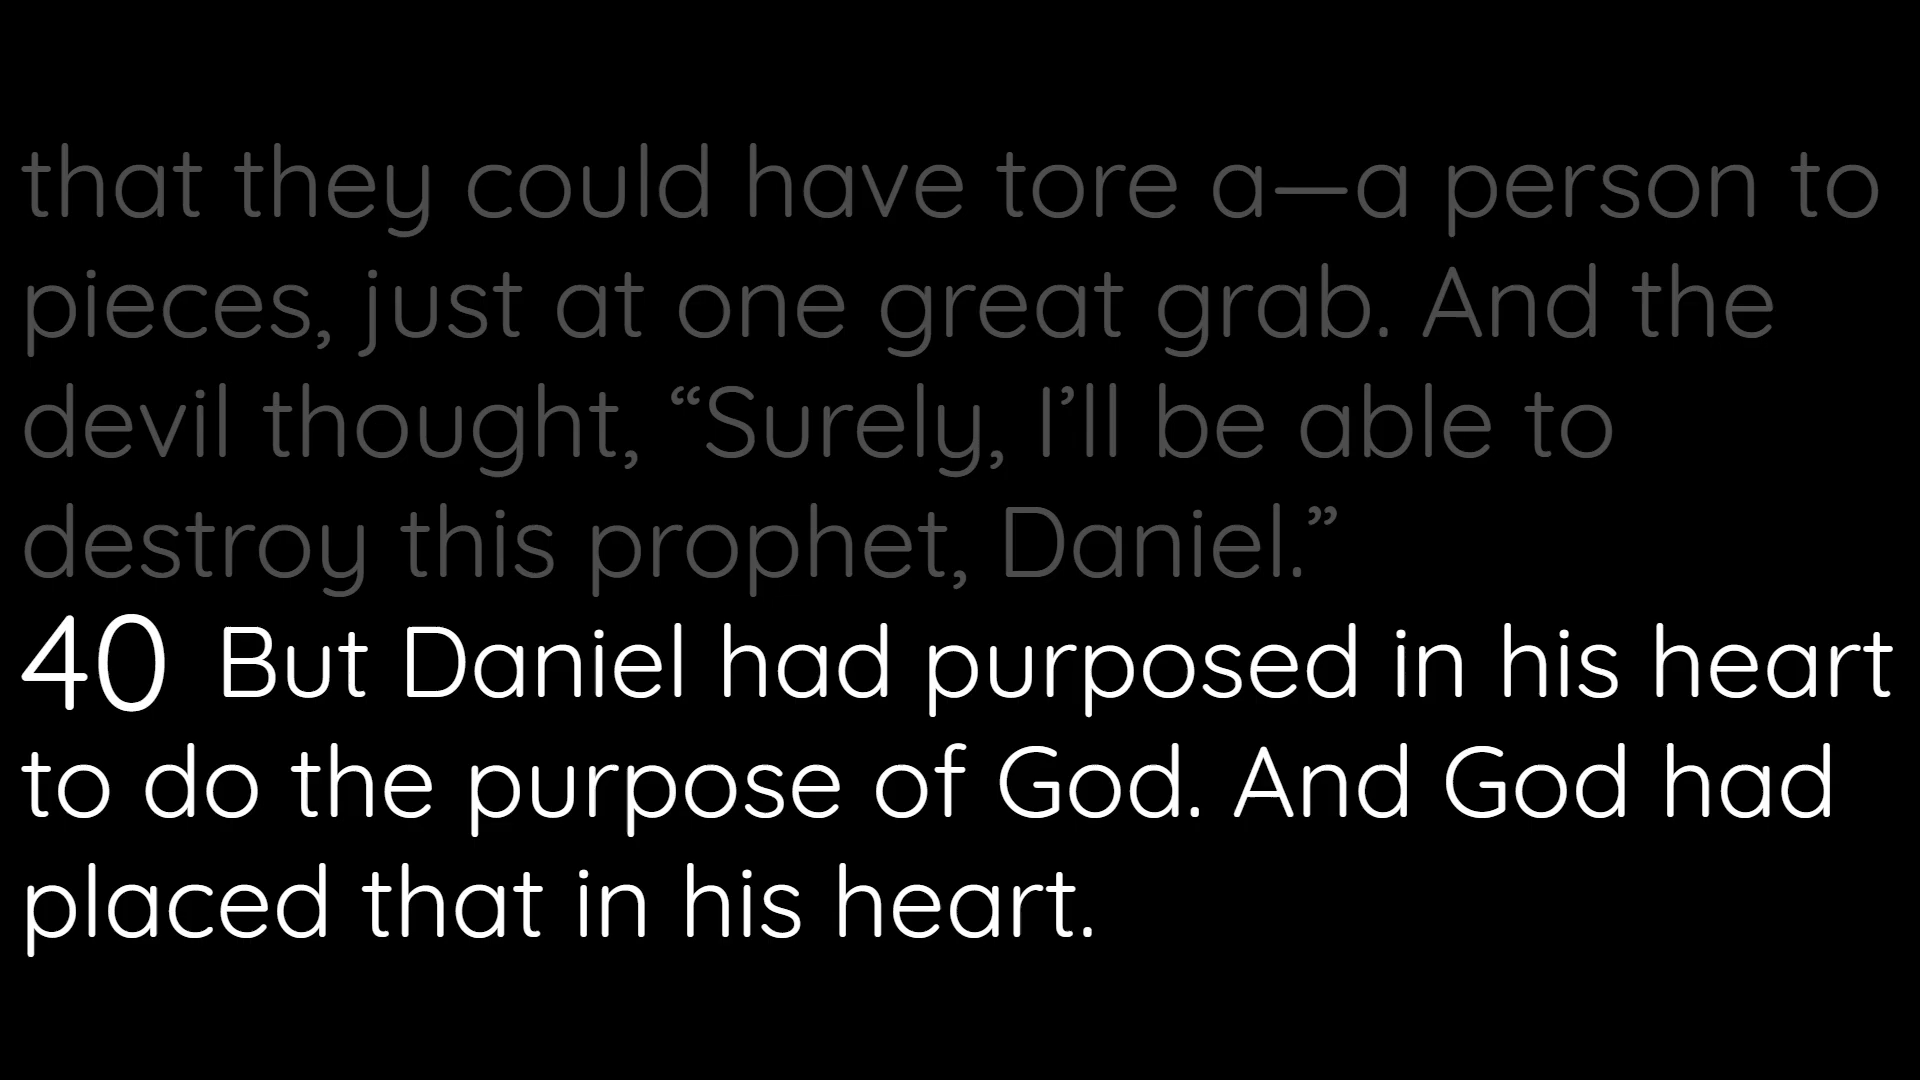 that they could have tore a—a person to
pieces, just at one great grab. And the
devil thought, “Surely, I’ll be able to
destroy this prophet, Daniel.”
40 But Daniel had purposed in his heart
to do the purpose of God. And God had
placed that in his heart.